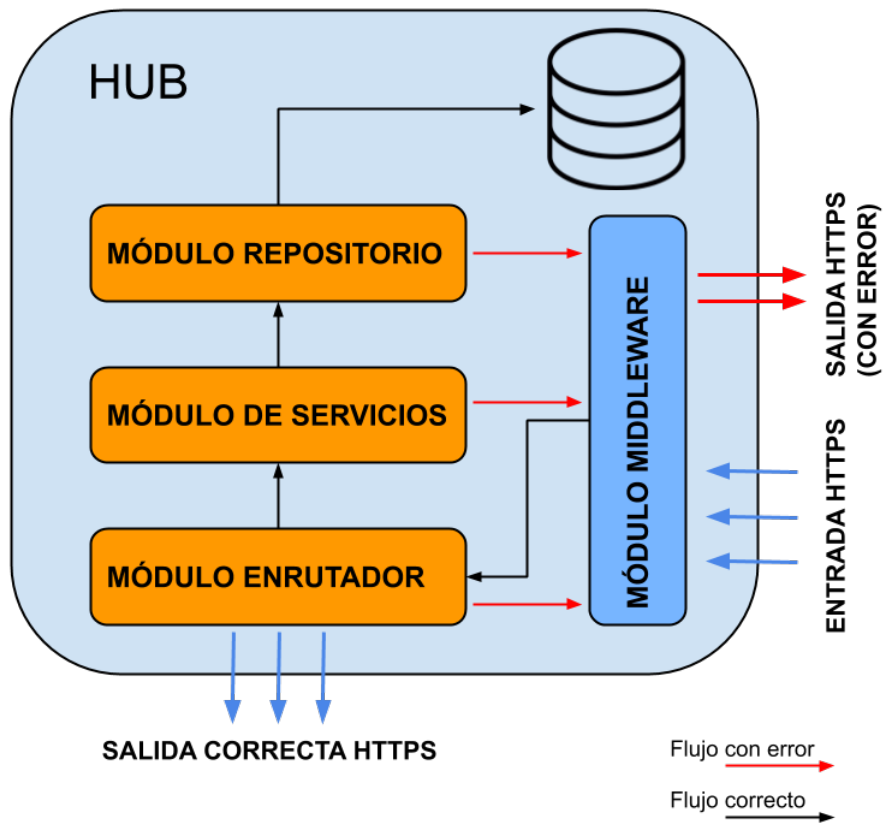 HUB
MÓDULO REPOSITORIO
MÓDULO DE SERVICIOS
MÓDULO ENRUTADOR
MÓDULO MIDDLEWARE
SALIDA HTTPS
(CON ERROR)
ENTRADA HTTPS
SALIDA CORRECTA HTTPS
Flujo con error
Flujo correcto